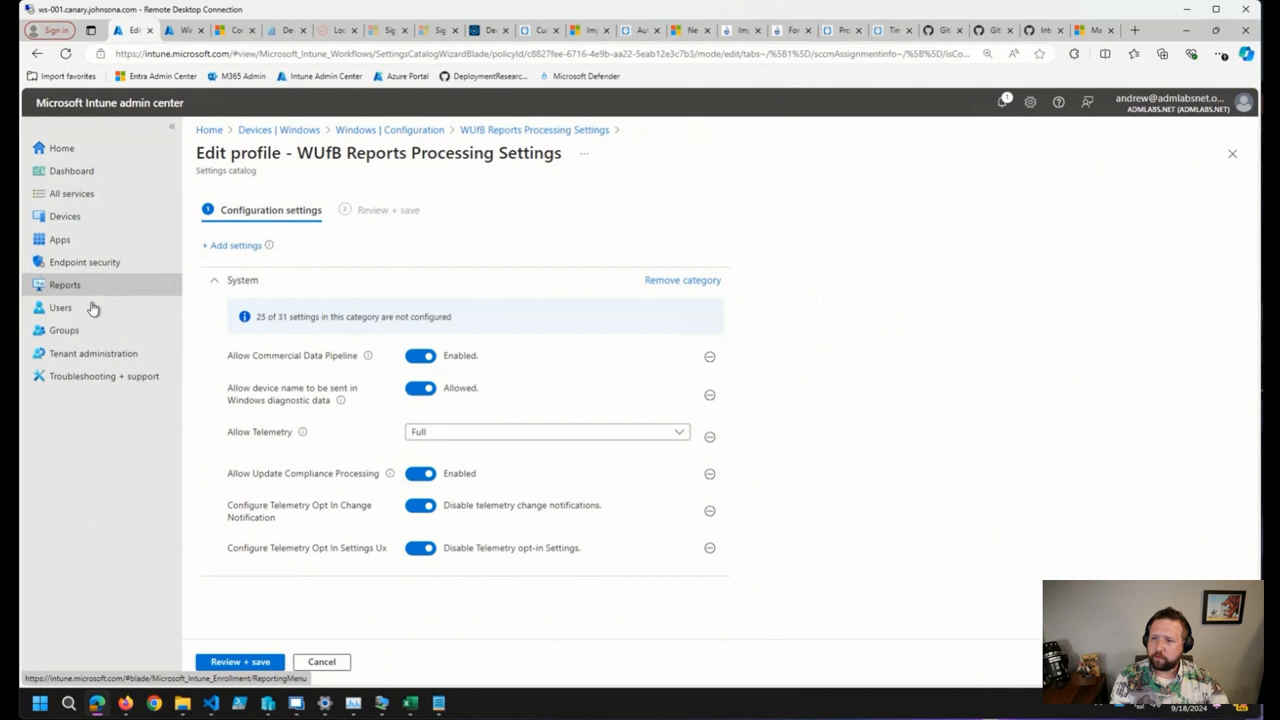 ws-001.canary.johnsona.com - Remote Desktop Connection
Sign in
https://intune.microsoft.com/#view/Microsoft_Intune_Workflows/SettingsCatalogWizardBlade/policyId/c8827fee-6716-4e9b-aa22-5eab12e3c7b3/mode/edit/tabs~/%5B1%5D/sccmAssignmentinfo~/%5B%5D/isCo...
Import favorites
Entra Admin Center
M365 Admin
Intune Admin Center
Azure Portal
DeploymentResearc...
Microsoft Defender
Microsoft Intune admin center
1
andrew@admlabsnet.o...
ADMLABS.NET (ADMLABS.NET)
Home
Dashboard
All services
Devices
Apps
Endpoint security
Reports
Users
Groups
Tenant administration
Troubleshooting + support
Home > Devices | Windows > Windows | Configuration > WUfB Reports Processing Settings >
Edit profile - WUfB Reports Processing Settings ...
Settings catalog
1 Configuration settings
2 Review + save
+ Add settings
System
Remove category
25 of 31 settings in this category are not configured
Allow Commercial Data Pipeline
Enabled.
Allow device name to be sent in
Windows diagnostic data
Allowed.
Allow Telemetry
Full
Allow Update Compliance Processing
Enabled
Configure Telemetry Opt In Change
Notification
Disable telemetry change notifications.
Configure Telemetry Opt In Settings Ux
Disable Telemetry opt-in Settings.
Review + save
Cancel
https://intune.microsoft.com/#blade/Microsoft_Intune_Enrollment/ReportingMenu
9/18/2024